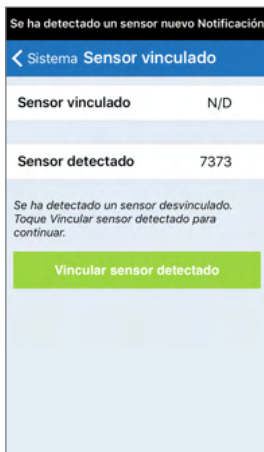 Se ha detectado un sensor nuevo Notificación
Sistema Sensor vinculado
Sensor vinculado N/D
Sensor detectado 7373
Se ha detectado un sensor desvinculado.
Toque Vincular sensor detectado para
continuar.
Vincular sensor detectado